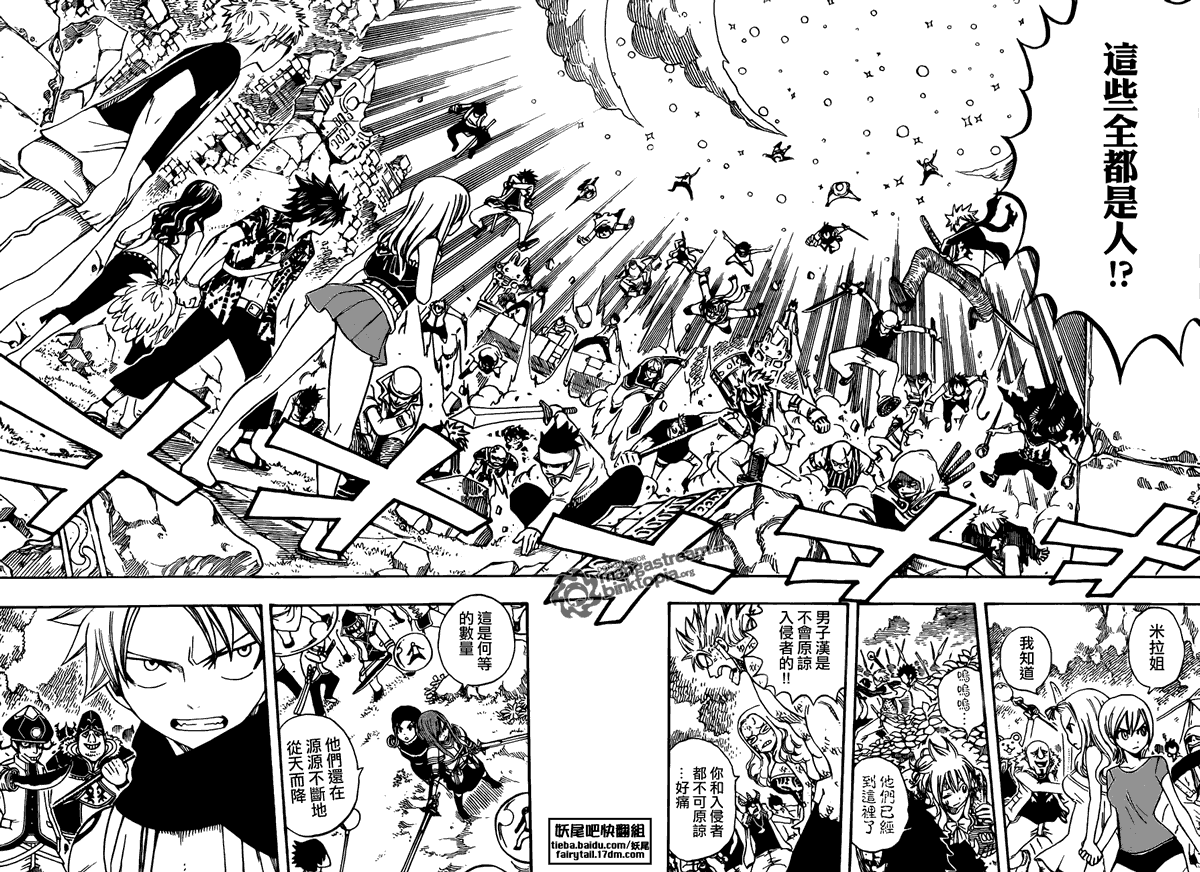 這些全都是人!?
米拉姐
我知道
嗚嗚
嗚…
他們已經
到這裡了
男子漢是
不會原諒
入侵者的!!
你和入侵者
都不可原諒
…好痛
這是何等
的數量
他們還在
源源不斷地
從天而降
mangastream.com
binktopia.org
妖尾吧快翻組
tieba.baidu.com/妖尾
fairytail.17dm.com